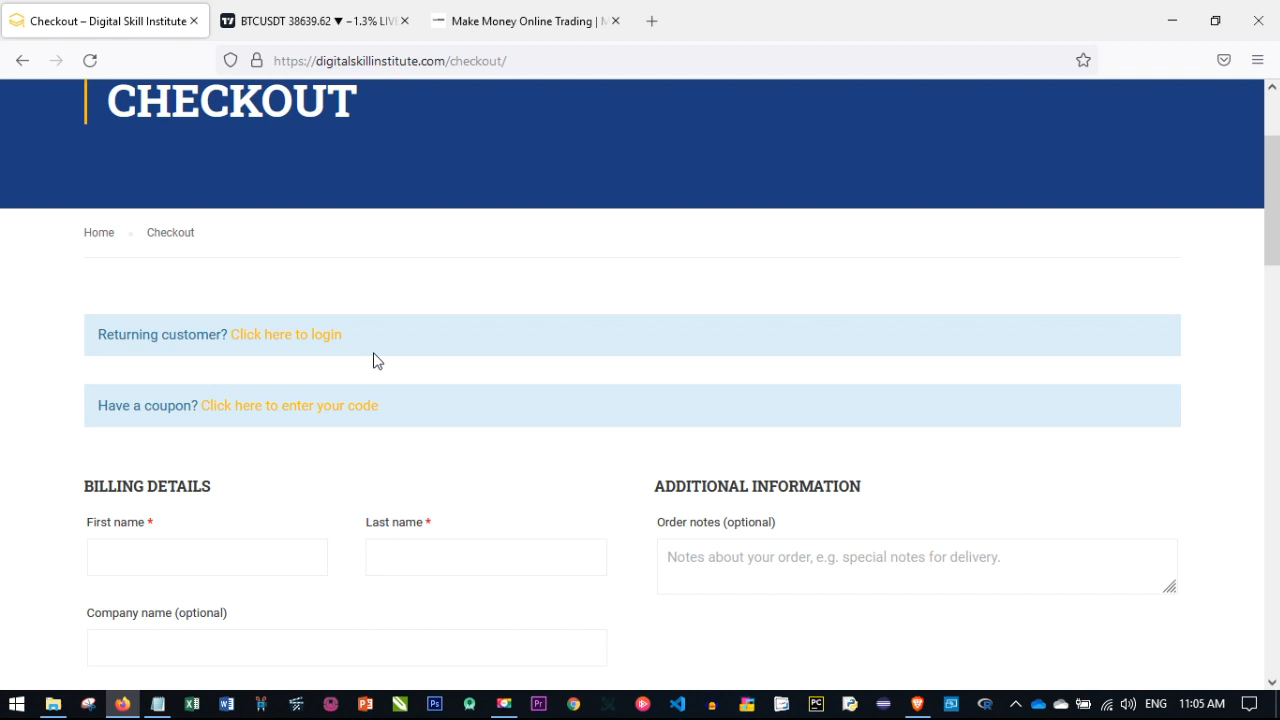 Checkout – Digital Skill Institute
BTCUSDT 38639.62 ▼ −1.3% LIVE
Make Money Online Trading |
https://digitalskillinstitute.com/checkout/
CHECKOUT
Home
Checkout
Returning customer? Click here to login
Have a coupon? Click here to enter your code
BILLING DETAILS
ADDITIONAL INFORMATION
First name *
Last name *
Order notes (optional)
Notes about your order, e.g. special notes for delivery.
Company name (optional)
ENG
11:05 AM